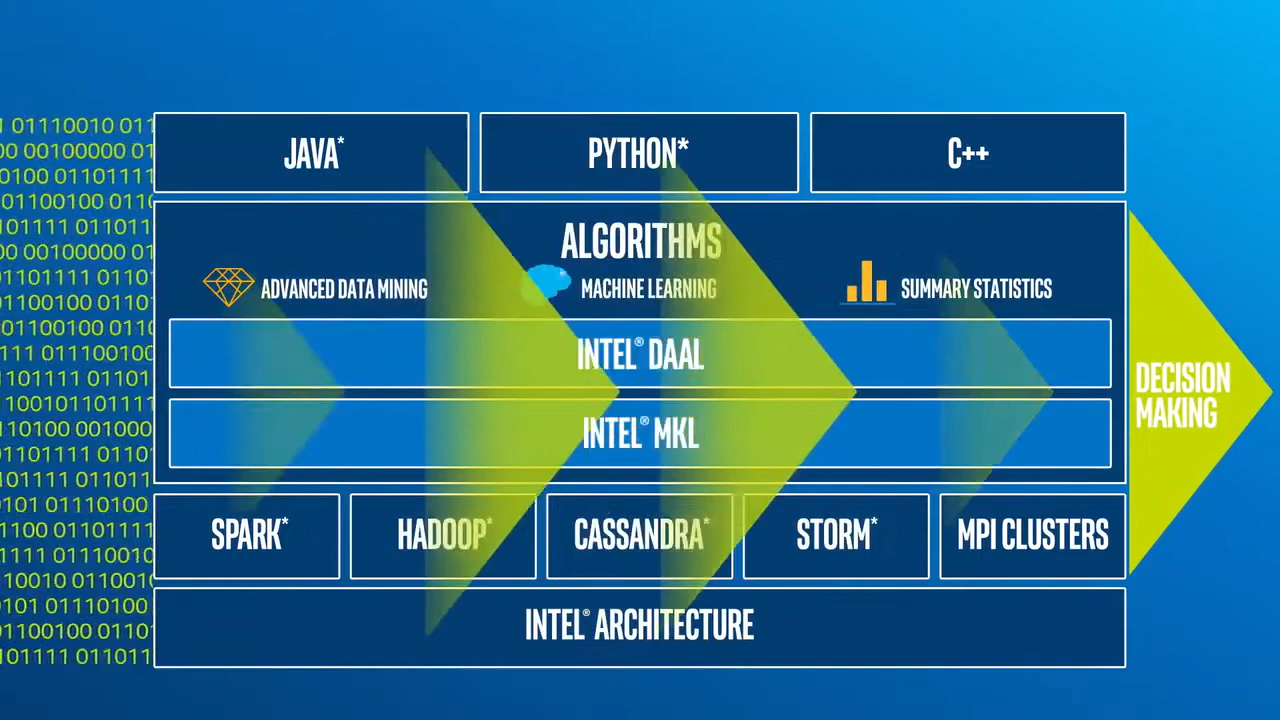 JAVA*
PYTHON*
C++
ALGORITHMS
ADVANCED DATA MINING
MACHINE LEARNING
SUMMARY STATISTICS
INTEL® DAAL
INTEL® MKL
DECISION
MAKING
SPARK*
HADOOP*
CASSANDRA*
STORM*
MPI CLUSTERS
INTEL® ARCHITECTURE